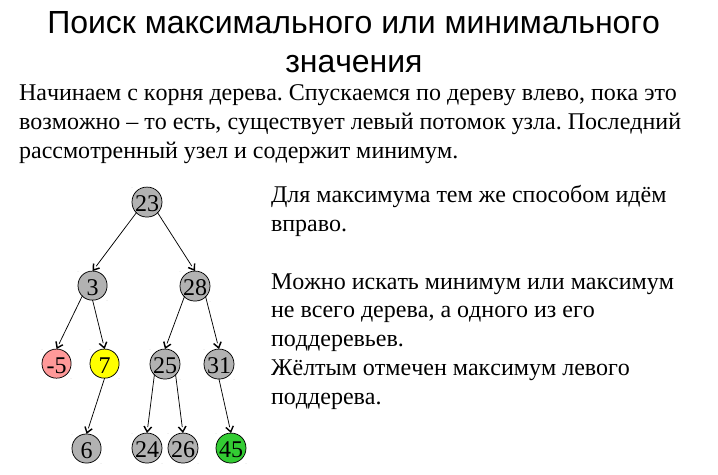 Поиск максимального или минимального
значения
Начинаем с корня дерева. Спускаемся по дереву влево, пока это
возможно – то есть, существует левый потомок узла. Последний
рассмотренный узел и содержит минимум.
Для максимума тем же способом идём
вправо.
Можно искать минимум или максимум
не всего дерева, а одного из его
поддеревьев.
Жёлтым отмечен максимум левого
поддерева.
23
3 28
-5 7 25 31
6 24 26 45